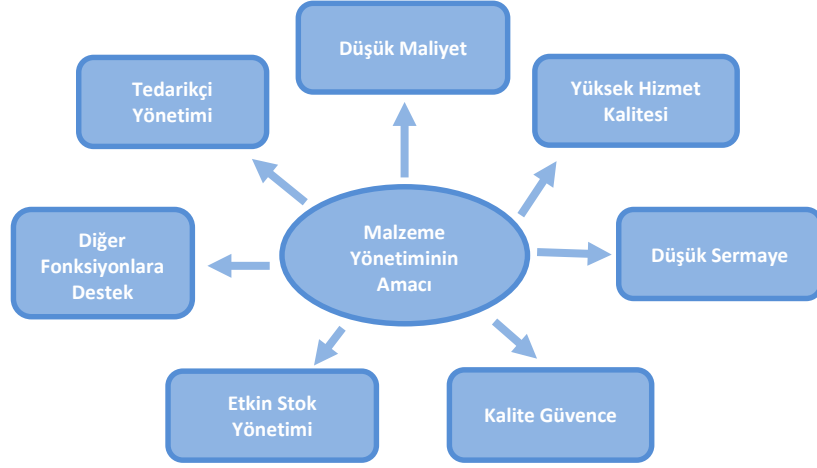 Düşük Maliyet
Tedarikçi
Yönetimi
Yüksek Hizmet
Kalitesi
Malzeme
Yönetiminin
Amacı
Diğer
Fonksiyonlara
Destek
Düşük Sermaye
Etkin Stok
Yönetimi
Kalite Güvence